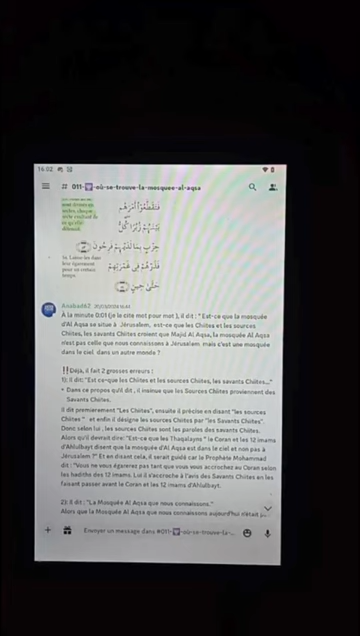 16:02
# 011-🕌-où-se-trouve-la-mosquee-al-aqsa
فَتَقَطَّعُوٓا۟ أَمْرَهُم
بَيْنَهُمْ زُبُرًا ۖ كُلُّ
حِزْبٍۭ بِمَا لَدَيْهِمْ فَرِحُونَ
فَذَرْهُمْ فِى غَمْرَتِهِمْ
حَتَّىٰ حِينٍ
À la minute 0:01 (je le cite mot pour mot ), il dit : " Est-ce que la mosquée
d'Al Aqsa se situe à Jérusalem, est-ce que les Chiites et les sources
Chiites, les savants Chiites croient que Masjid Al Aqsa, la mosquée Al Aqsa
n'est pas celle que nous connaissons à Jérusalem, mais c'est une mosquée
dans le ciel dans un autre monde ?
‼️Déjà, il fait 2 grosses erreurs :
1): il dit: "Est-ce que les Chiites et les sources Chiites, les savants Chiites..."
• Dans ce propos qu'il dit , il insinue que les Sources Chiites proviennent des
Savants Chiites.
Il dit premièrement "Les Chiites", ensuite il précise en disant "les sources
Chiites " et enfin il désigne les sources Chiites par "les Savants Chiites".
Donc selon lui , les sources Chiites sont les paroles des savants Chiites.
Alors qu'il devrait dire: "Est-ce que les Thaqalayns " le Coran et les 12 imams
d'Ahlulbayt disent que la mosquée d'Al Aqsa est dans le ciel et non pas à
Jérusalem ?" Et en disant cela, il serait guidé car le Prophète Mohammad
dit : "Vous ne vous égarerez pas tant que vous vous accrochez au Coran selon
les hadiths des 12 imams. Lui il s'accroche à l'avis des Savants Chiites en les
faisant passer avant le Coran et les 12 imams d'Ahlulbayt.
2): Il dit : "La Mosquée Al Aqsa que nous connaissons."
Alors que la Mosquée Al Aqsa que nous connaissons aujourd'hui n'était
Envoyer un message dans #011-🕌-où-se-trouve-la-...